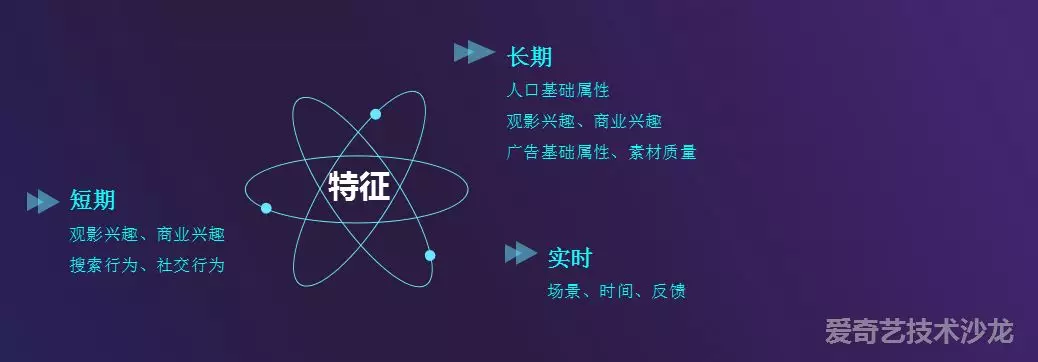 长期
人口基础属性
观影兴趣、商业兴趣
广告基础属性、素材质量
特征
短期
观影兴趣、商业兴趣
搜索行为、社交行为
实时
场景、时间、反馈
爱奇艺技术沙龙